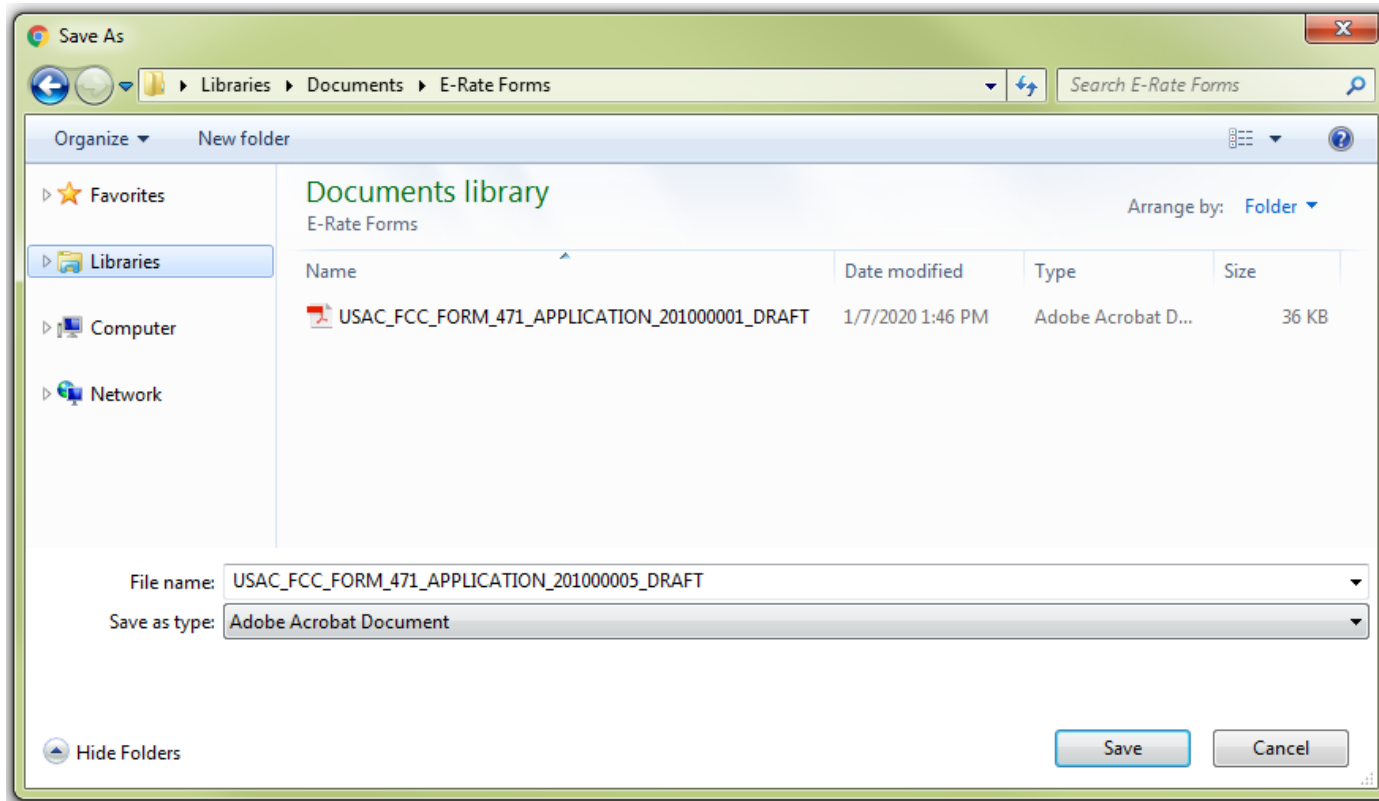 Save As
Libraries Documents E-Rate Forms Search E-Rate Forms
Organize New folder
Favorites
Libraries
Computer
Network
Documents library
E-Rate Forms
Arrange by: Folder
Name Date modified Type Size
USAC_FCC_FORM_471_APPLICATION_201000001_DRAFT 1/7/2020 1:46 PM Adobe Acrobat D... 36 KB
File name: USAC_FCC_FORM_471_APPLICATION_201000005_DRAFT
Save as type: Adobe Acrobat Document
Hide Folders Save Cancel